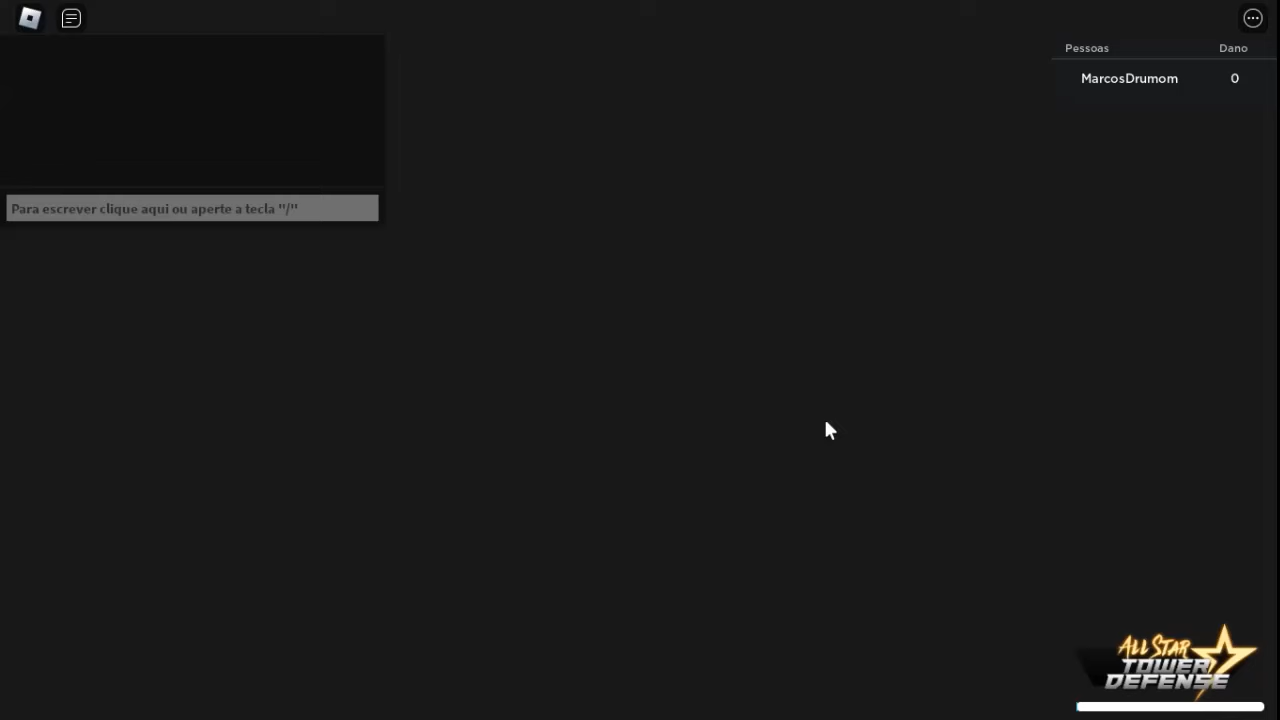 Pessoas Dano
MarcosDrumom 0
Para escrever clique aqui ou aperte a tecla "/"
ALL STAR
TOWER
DEFENSE